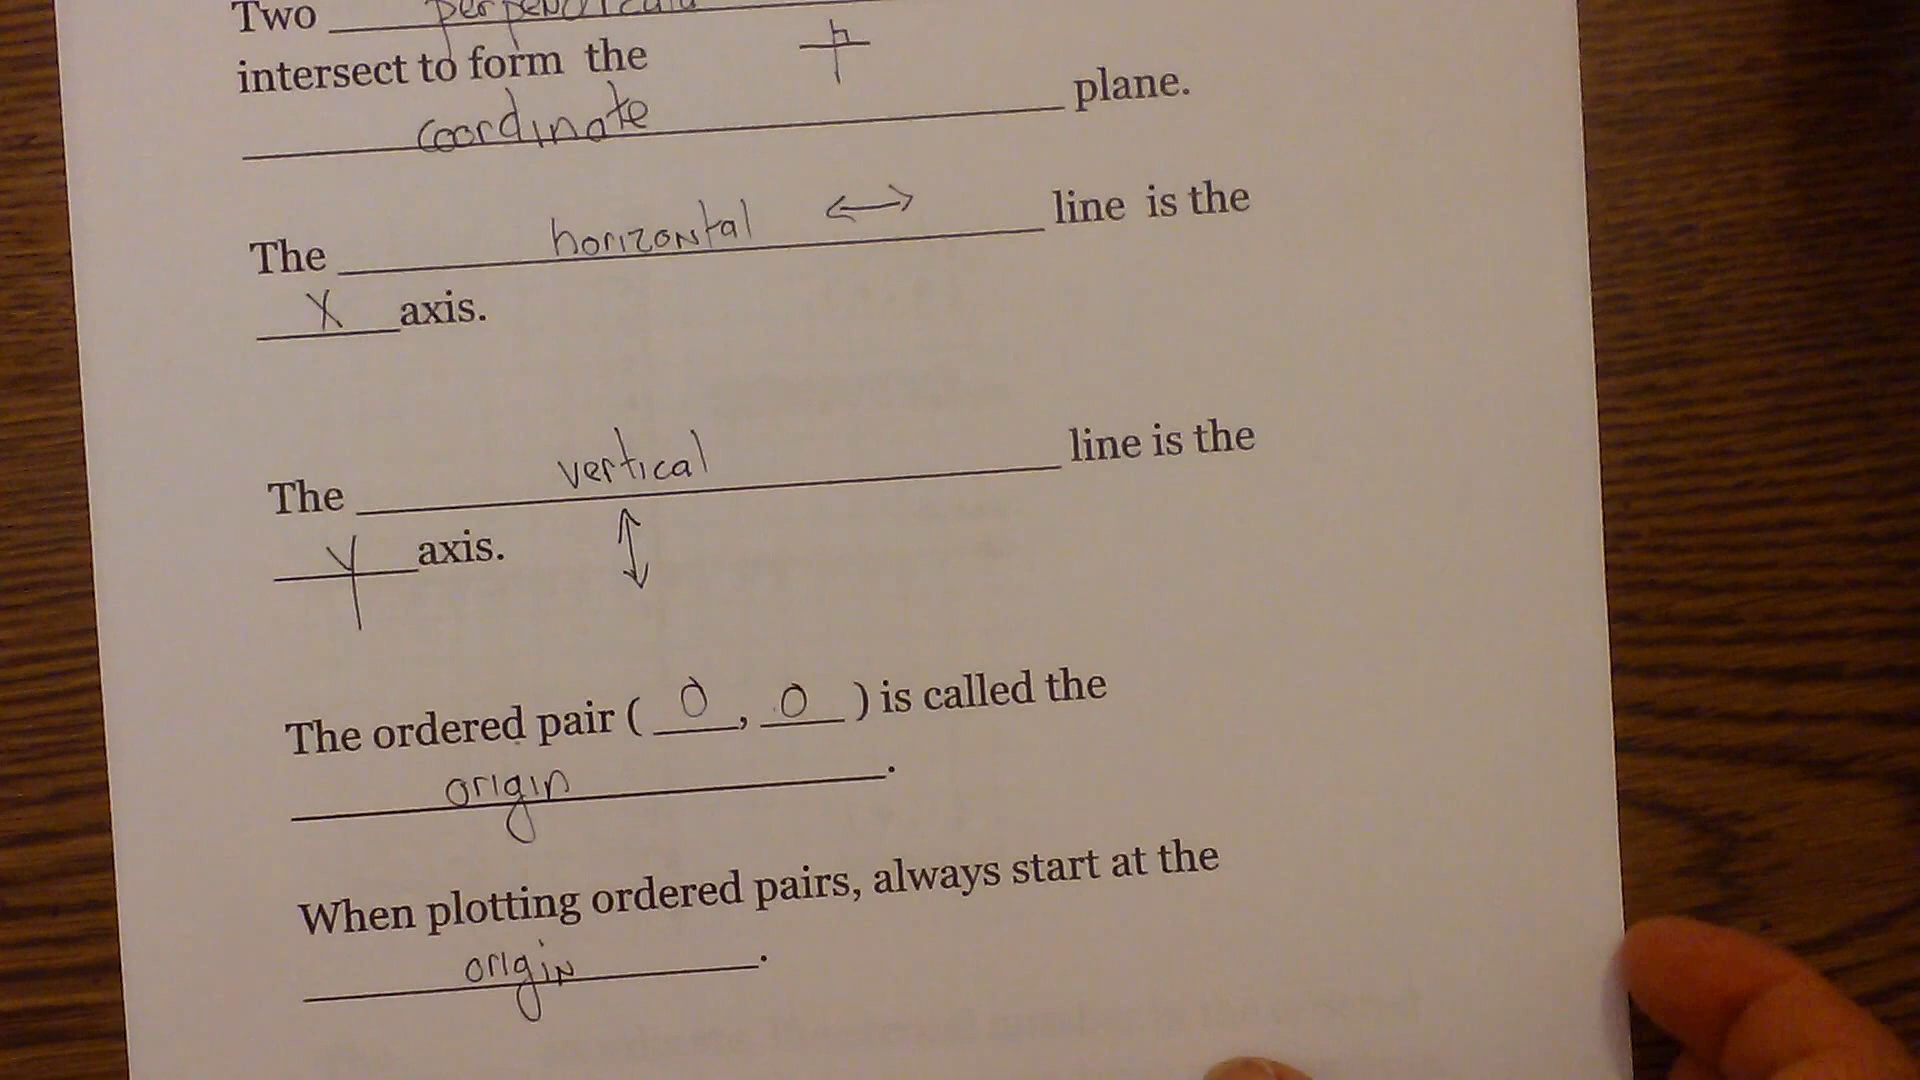 Two perpendicula
intersect to form the
coordinate plane.
The horizontal line is the
X axis.
The vertical line is the
y axis.
The ordered pair ( 0, 0 ) is called the
origin.
When plotting ordered pairs, always start at the
origin.